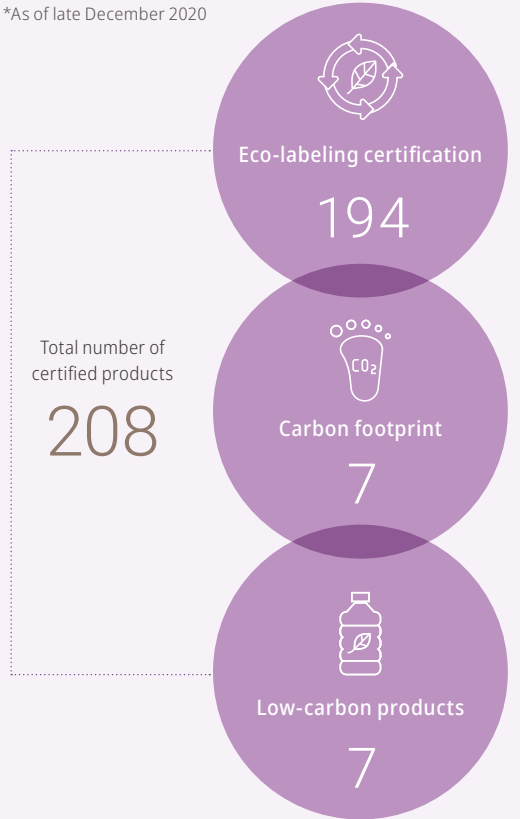 *As of late December 2020
Eco-labeling certification
194
Total number of
certified products
208
CO₂
Carbon footprint
7
Low-carbon products
7